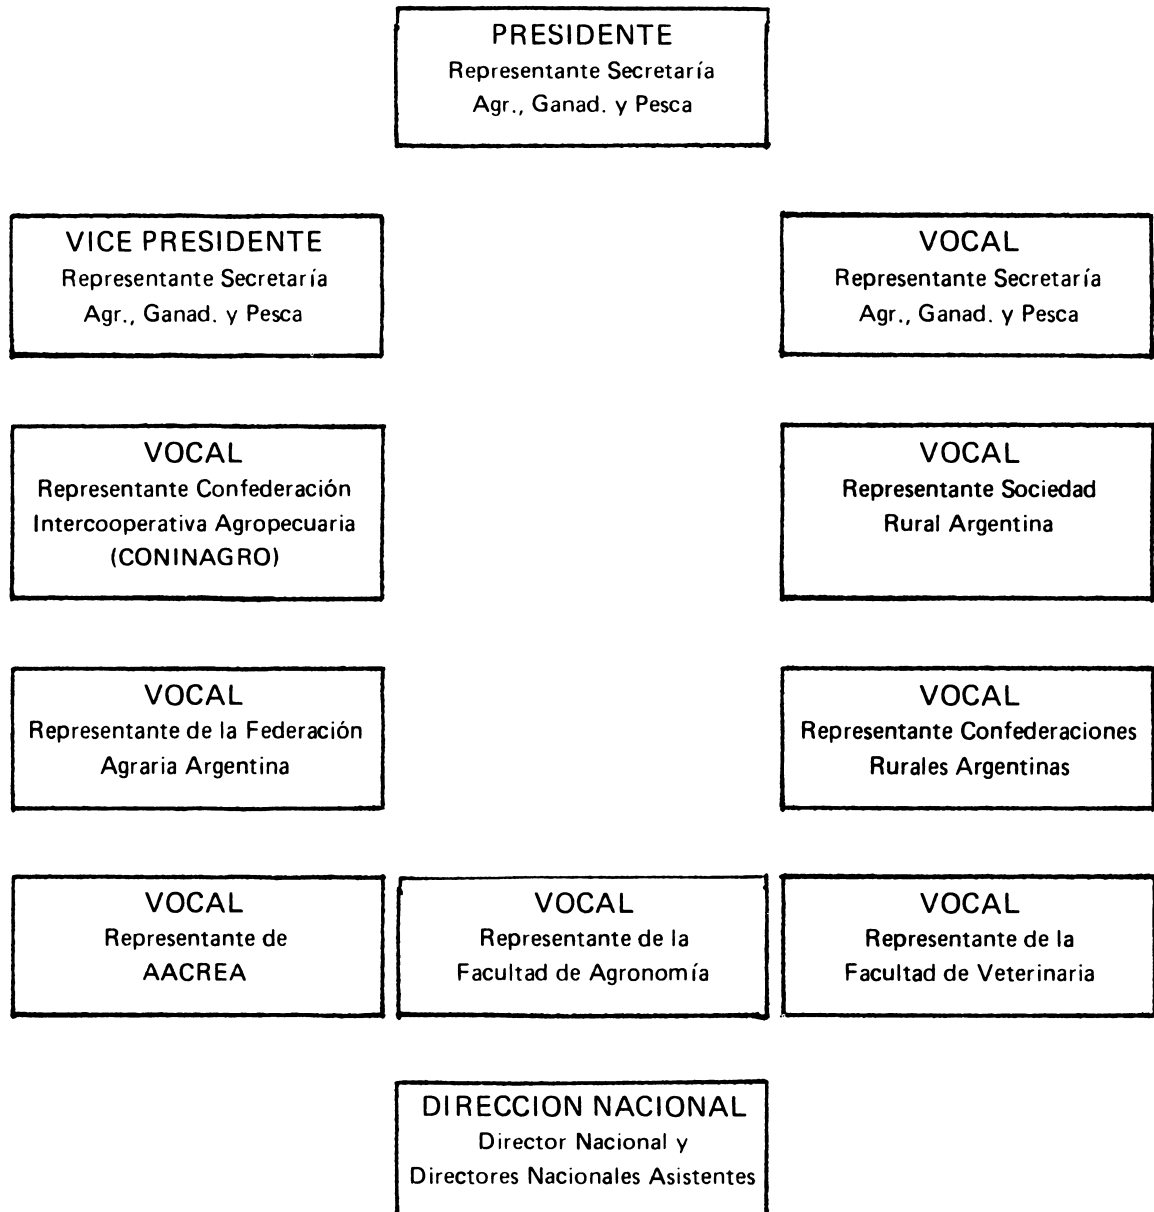 PRESIDENTE
Representante Secretaría
Agr., Ganad. y Pesca
VICE PRESIDENTE
Representante Secretaría
Agr., Ganad. y Pesca
VOCAL
Representante Secretaría
Agr., Ganad. y Pesca
VOCAL
Representante Confederación
Intercooperativa Agropecuaria
(CONINAGRO)
VOCAL
Representante Sociedad
Rural Argentina
VOCAL
Representante de la Federación
Agraria Argentina
VOCAL
Representante Confederaciones
Rurales Argentinas
VOCAL
Representante de
AACREA
VOCAL
Representante de la
Facultad de Agronomía
VOCAL
Representante de la
Facultad de Veterinaria
DIRECCION NACIONAL
Director Nacional y
Directores Nacionales Asistentes